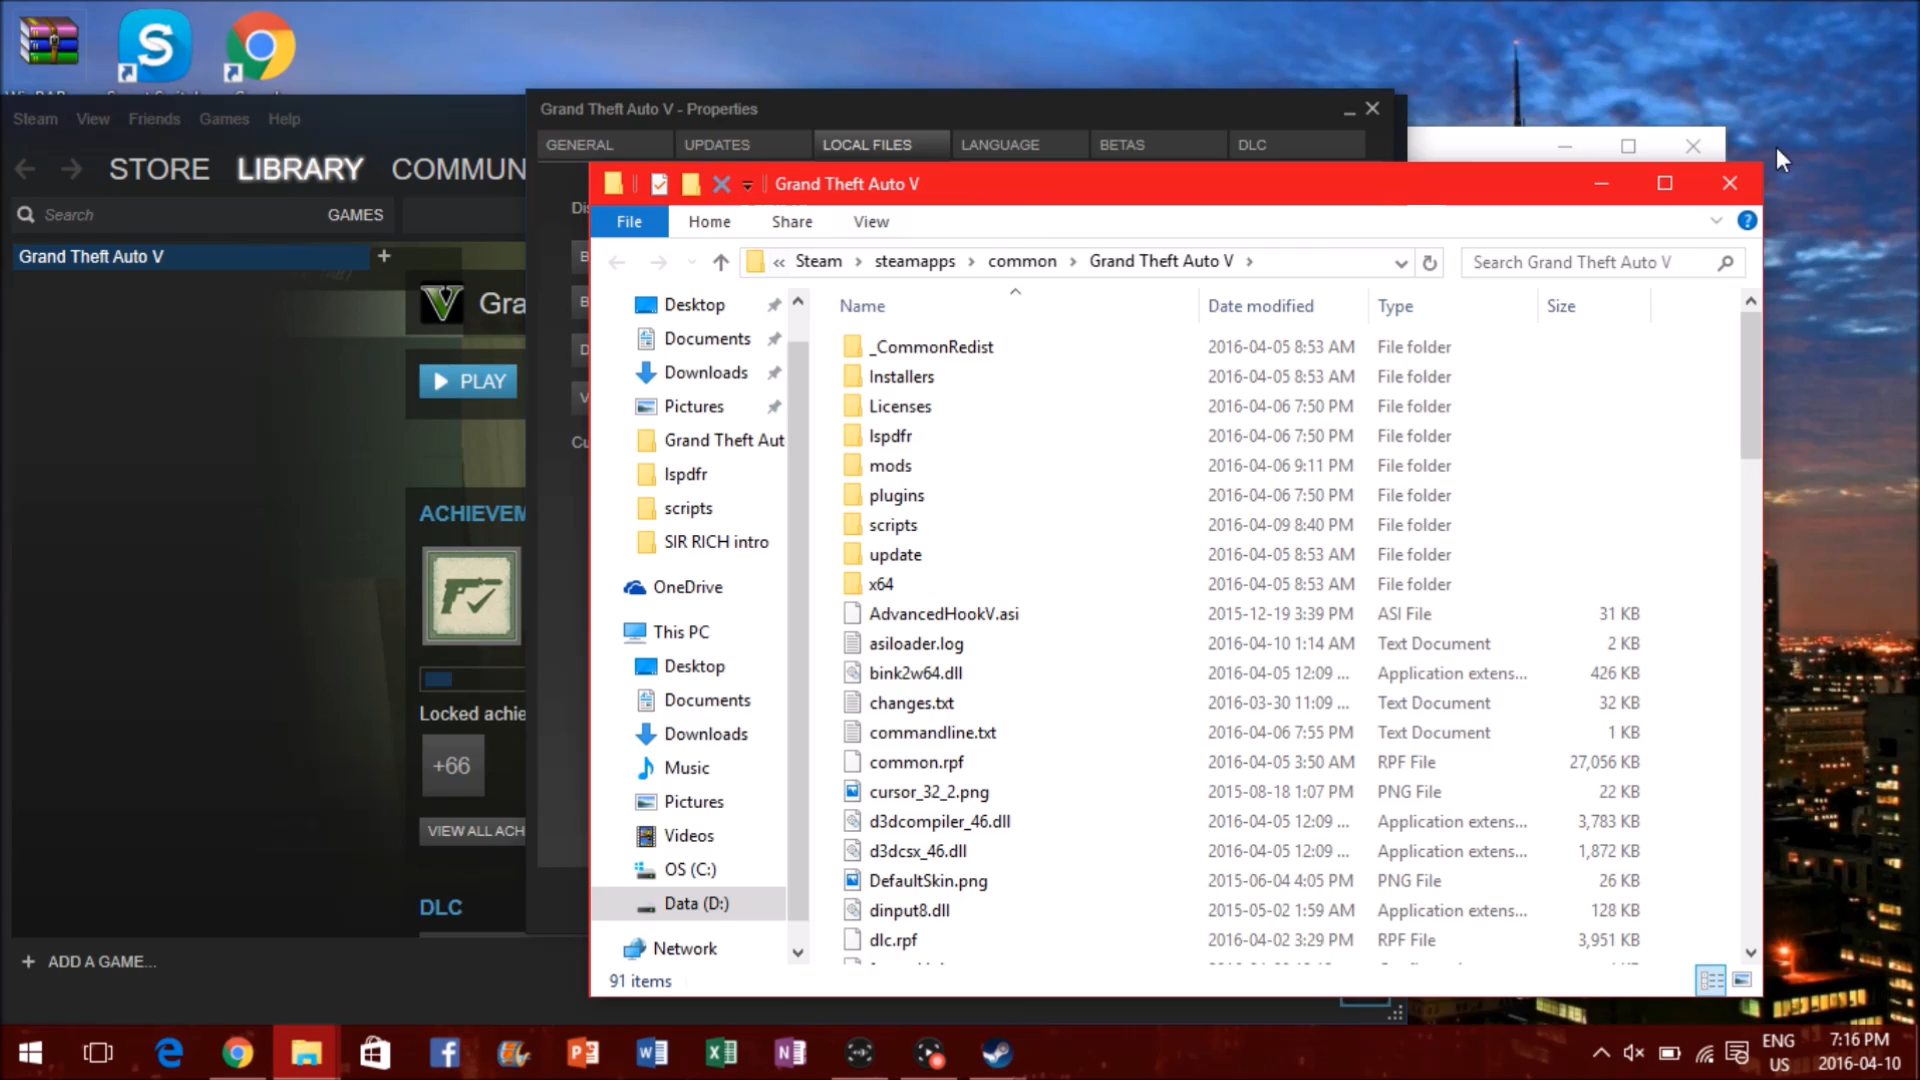 Steam View Friends Games Help
STORE LIBRARY COMMUN
Search GAMES
Grand Theft Auto V +
Gra
PLAY
ACHIEVEM
Locked achie
+66
VIEW ALL ACH
DLC
+ ADD A GAME...
Grand Theft Auto V - Properties
GENERAL UPDATES LOCAL FILES LANGUAGE BETAS DLC
Di
B
B
D
V
Cu
Grand Theft Auto V
File Home Share View
« Steam > steamapps > common > Grand Theft Auto V >
Search Grand Theft Auto V
Desktop
Documents
Downloads
Pictures
Grand Theft Aut
lspdfr
scripts
SIR RICH intro
OneDrive
This PC
Desktop
Documents
Downloads
Music
Pictures
Videos
OS (C:)
Data (D:)
Network
Name Date modified Type Size
_CommonRedist 2016-04-05 8:53 AM File folder
Installers 2016-04-05 8:53 AM File folder
Licenses 2016-04-06 7:50 PM File folder
lspdfr 2016-04-06 7:50 PM File folder
mods 2016-04-06 9:11 PM File folder
plugins 2016-04-06 7:50 PM File folder
scripts 2016-04-09 8:40 PM File folder
update 2016-04-05 8:53 AM File folder
x64 2016-04-05 8:53 AM File folder
AdvancedHookV.asi 2015-12-19 3:39 PM ASI File 31 KB
asiloader.log 2016-04-10 1:14 AM Text Document 2 KB
bink2w64.dll 2016-04-05 12:09 ... Application extens... 426 KB
changes.txt 2016-03-30 11:09 ... Text Document 32 KB
commandline.txt 2016-04-06 7:55 PM Text Document 1 KB
common.rpf 2016-04-05 3:50 AM RPF File 27,056 KB
cursor_32_2.png 2015-08-18 1:07 PM PNG File 22 KB
d3dcompiler_46.dll 2016-04-05 12:09 ... Application extens... 3,783 KB
d3dcsx_46.dll 2016-04-05 12:09 ... Application extens... 1,872 KB
DefaultSkin.png 2015-06-04 4:05 PM PNG File 26 KB
dinput8.dll 2015-05-02 1:59 AM Application extens... 128 KB
dlc.rpf 2016-04-02 3:29 PM RPF File 3,951 KB
91 items
ENG
US
7:16 PM
2016-04-10